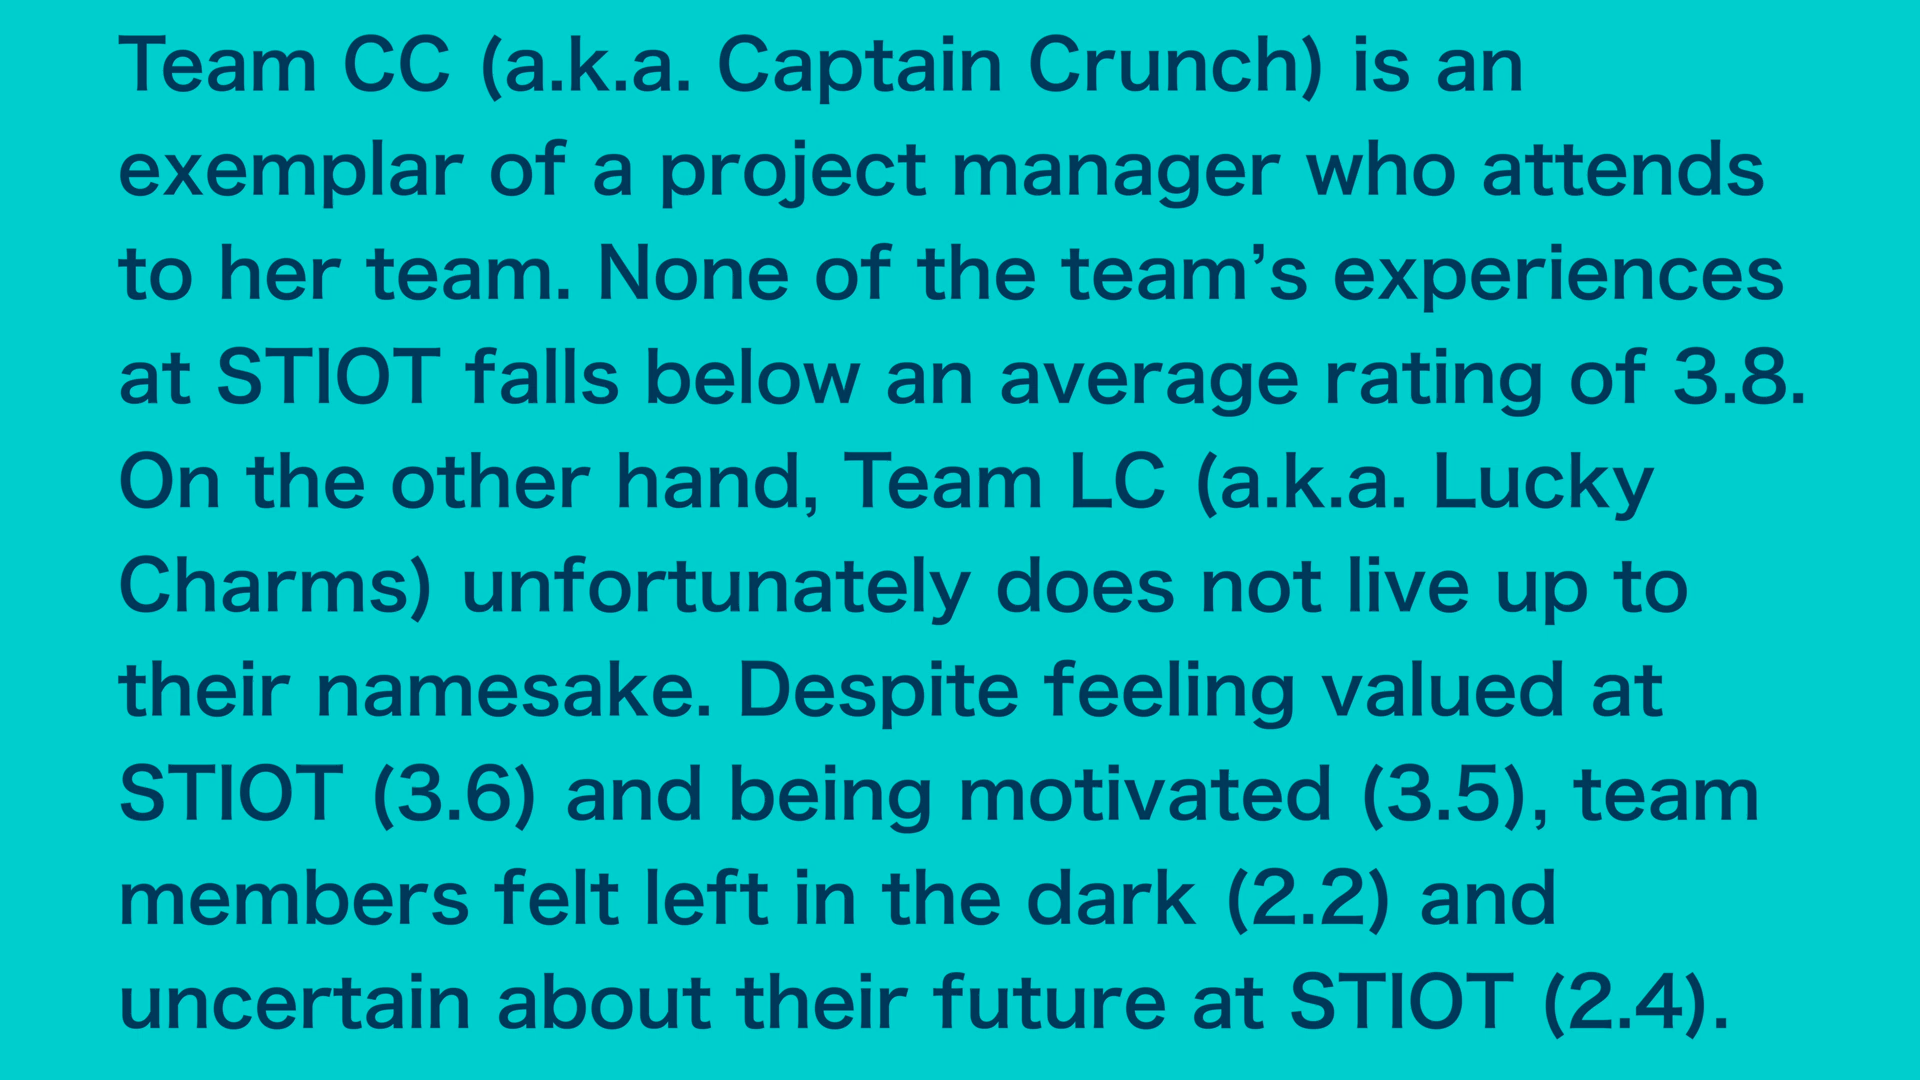 Team CC (a.k.a. Captain Crunch) is an
exemplar of a project manager who attends
to her team. None of the team’s experiences
at STIOT falls below an average rating of 3.8.
On the other hand, Team LC (a.k.a. Lucky
Charms) unfortunately does not live up to
their namesake. Despite feeling valued at
STIOT (3.6) and being motivated (3.5), team
members felt left in the dark (2.2) and
uncertain about their future at STIOT (2.4).